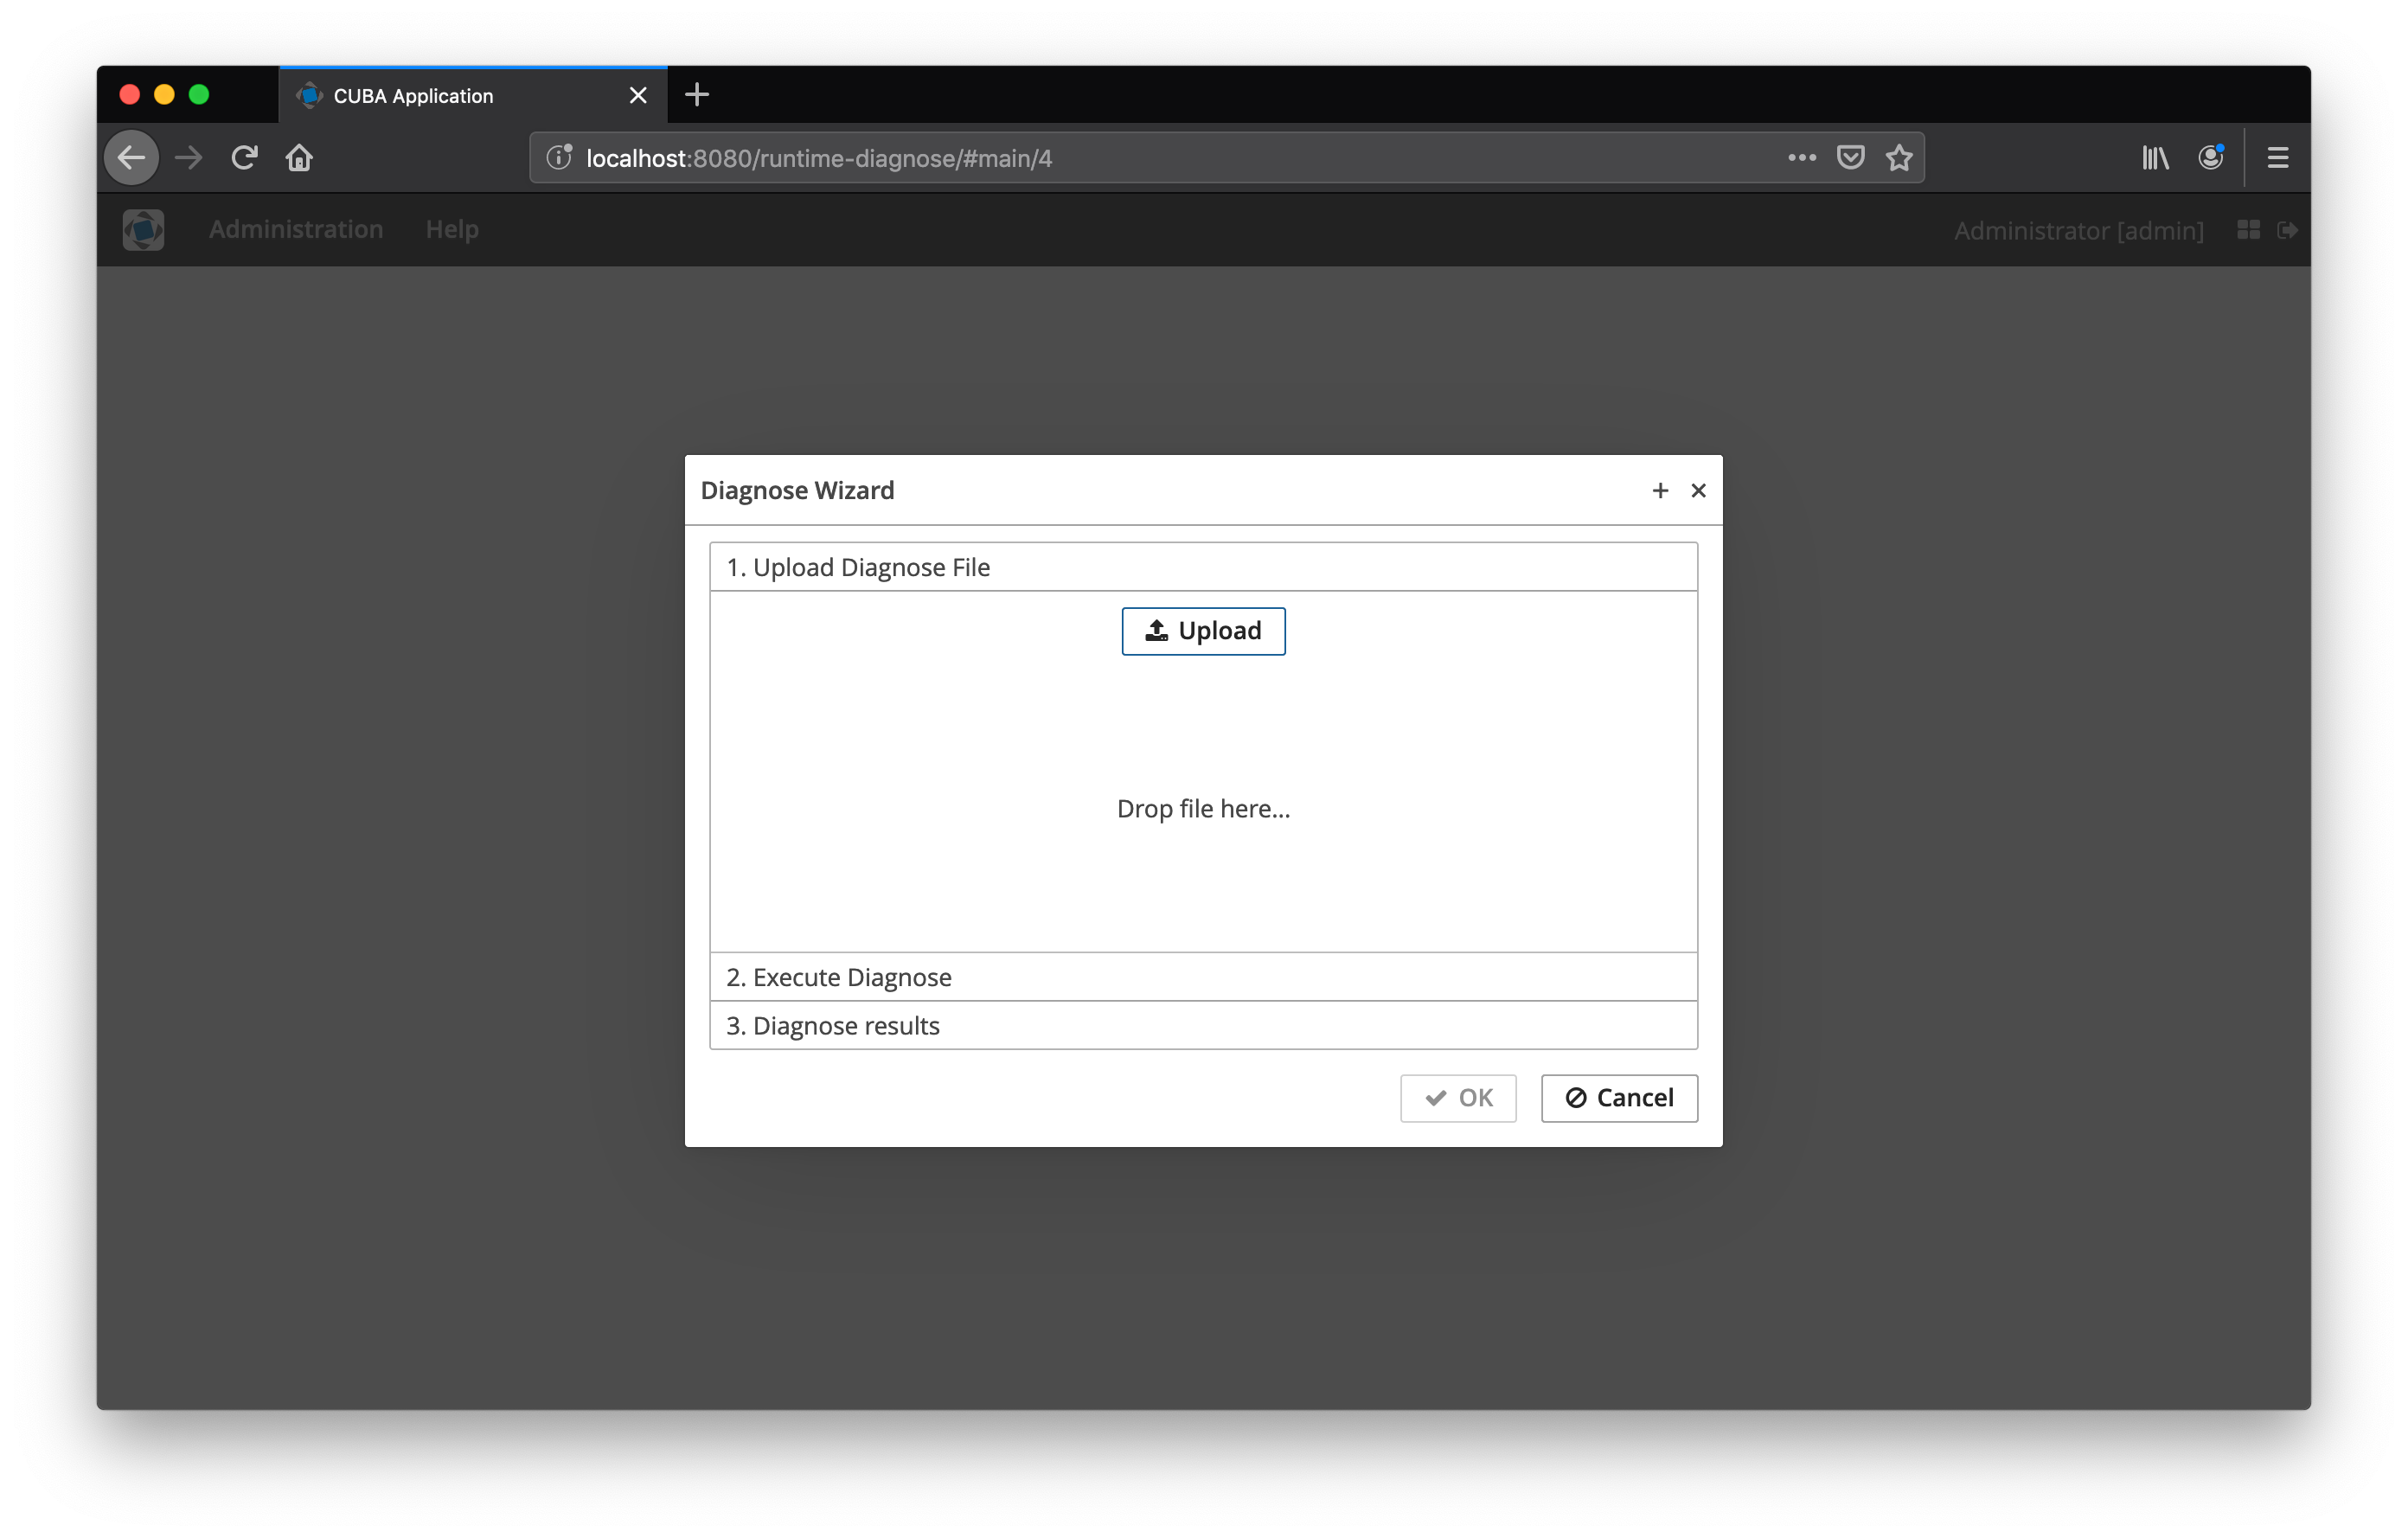 CUBA Application
localhost:8080/runtime-diagnose/#main/4
Administration Help Administrator [admin]
Diagnose Wizard
1. Upload Diagnose File
Upload
Drop file here...
2. Execute Diagnose
3. Diagnose results
OK Cancel